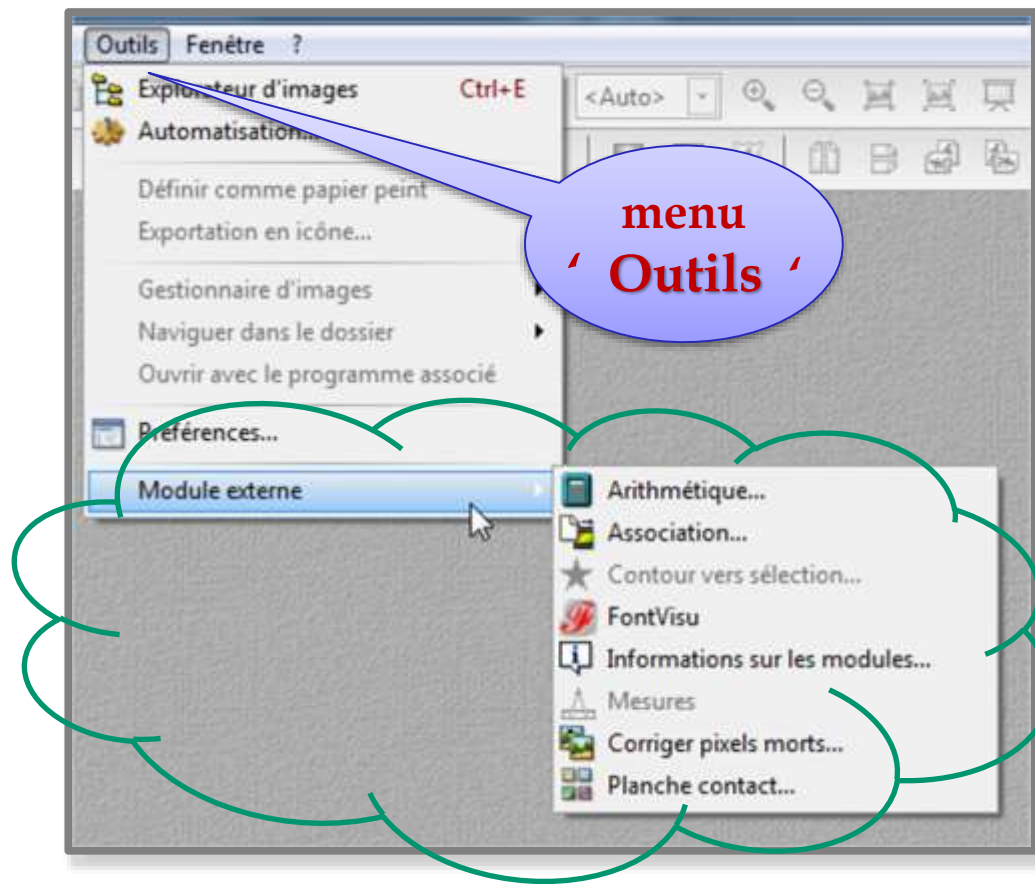 Outils Fenêtre ?
Explorateur d'images Ctrl+E
<Auto>
Automatisation...
Définir comme papier peint
Exportation en icône...
Gestionnaire d'images
Naviguer dans le dossier
Ouvrir avec le programme associé
Préférences...
Module externe
menu
‘ Outils ‘
Arithmétique...
Association...
Contour vers sélection...
FontVisu
Informations sur les modules...
Mesures
Corriger pixels morts...
Planche contact...